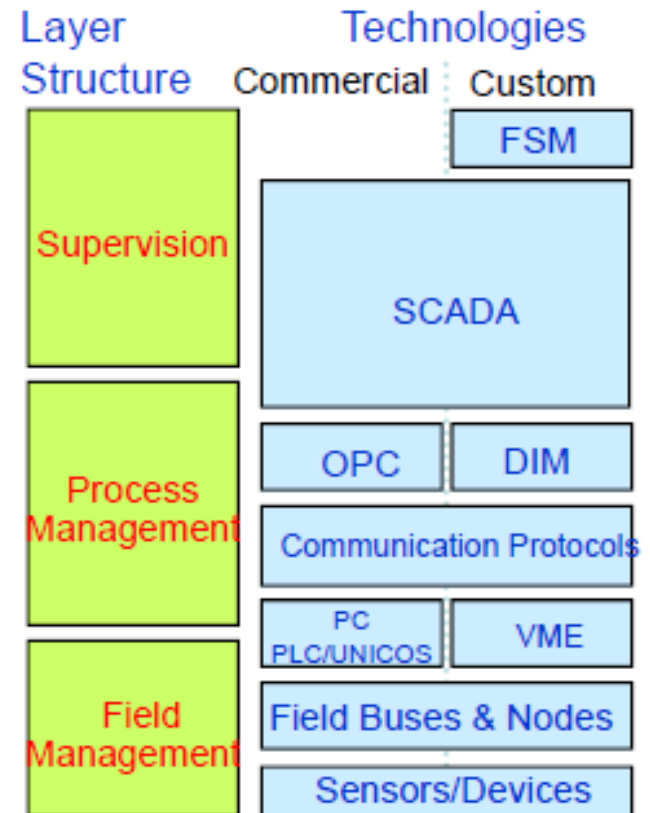 Layer
Structure
Technologies
Commercial
Custom
FSM
Supervision
SCADA
Process
Management
OPC
DIM
Communication Protocols
PC
PLC/UNICOS
VME
Field
Management
Field Buses & Nodes
Sensors/Devices